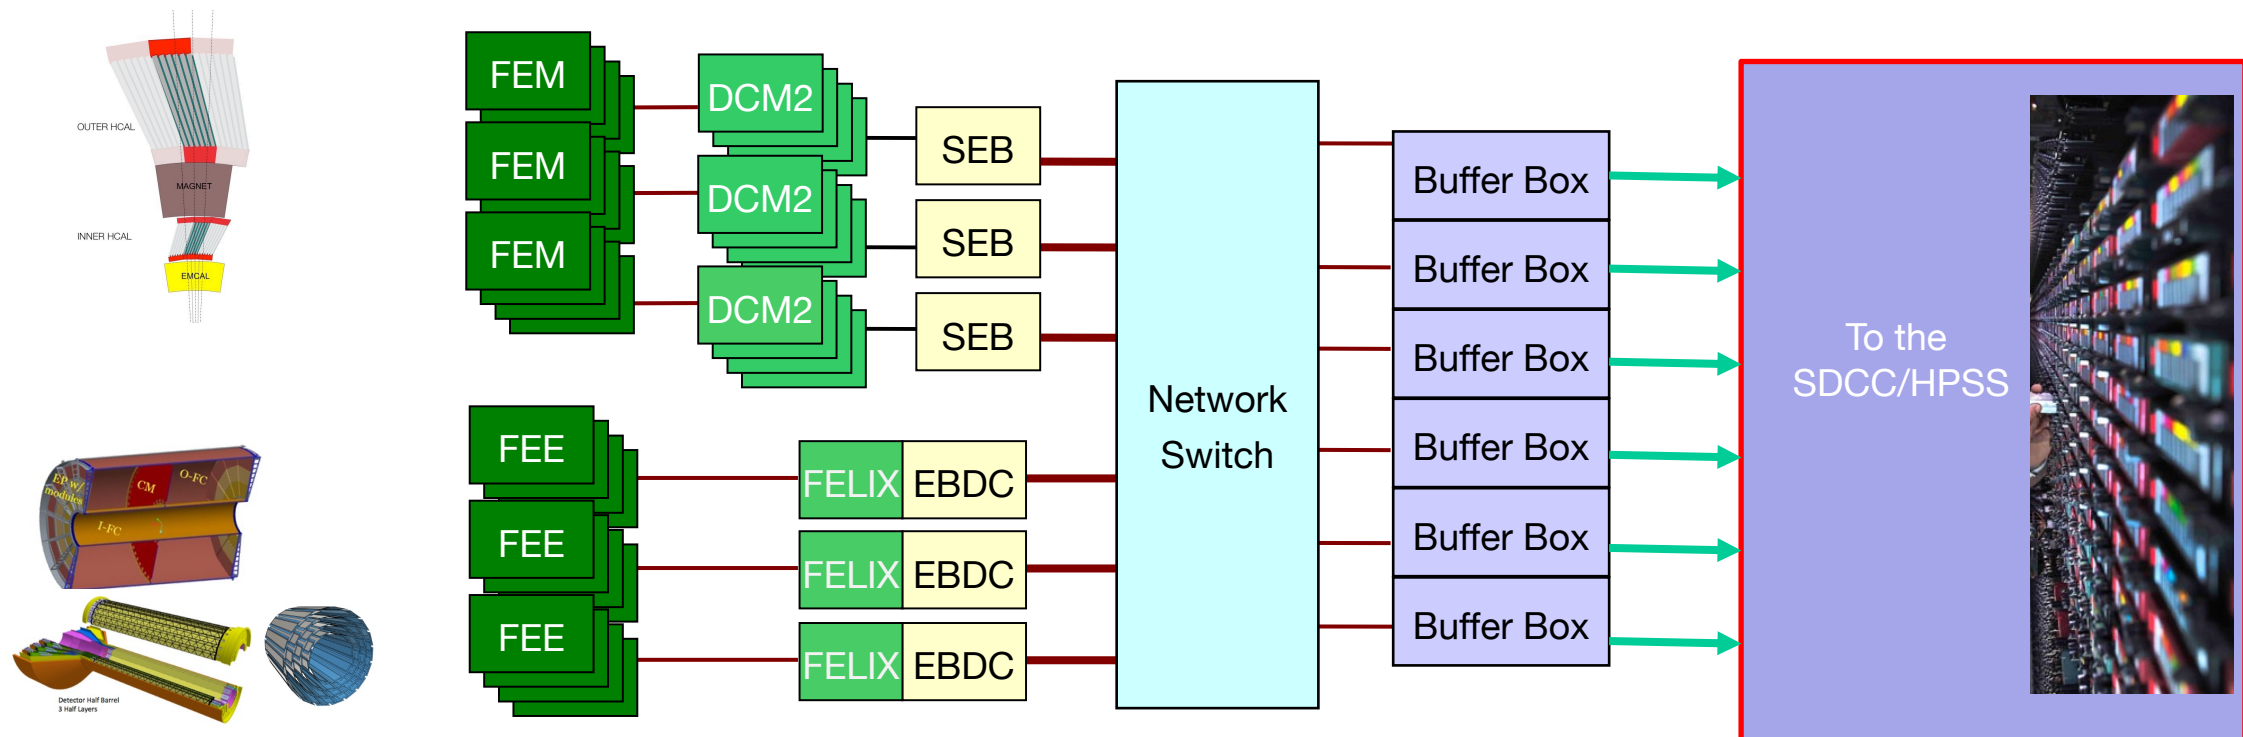 OUTER HCAL
MAGNET
INNER HCAL
EMCAL
EP w/
modules
CM
O-FC
I-FC
Detector Half Barrel
3 Half Layers
FEM
FEM
FEM
DCM2
DCM2
DCM2
SEB
SEB
SEB
FEE
FEE
FEE
FELIX EBDC
FELIX EBDC
FELIX EBDC
Network
Switch
Buffer Box
Buffer Box
Buffer Box
Buffer Box
Buffer Box
Buffer Box
To the
SDCC/HPSS